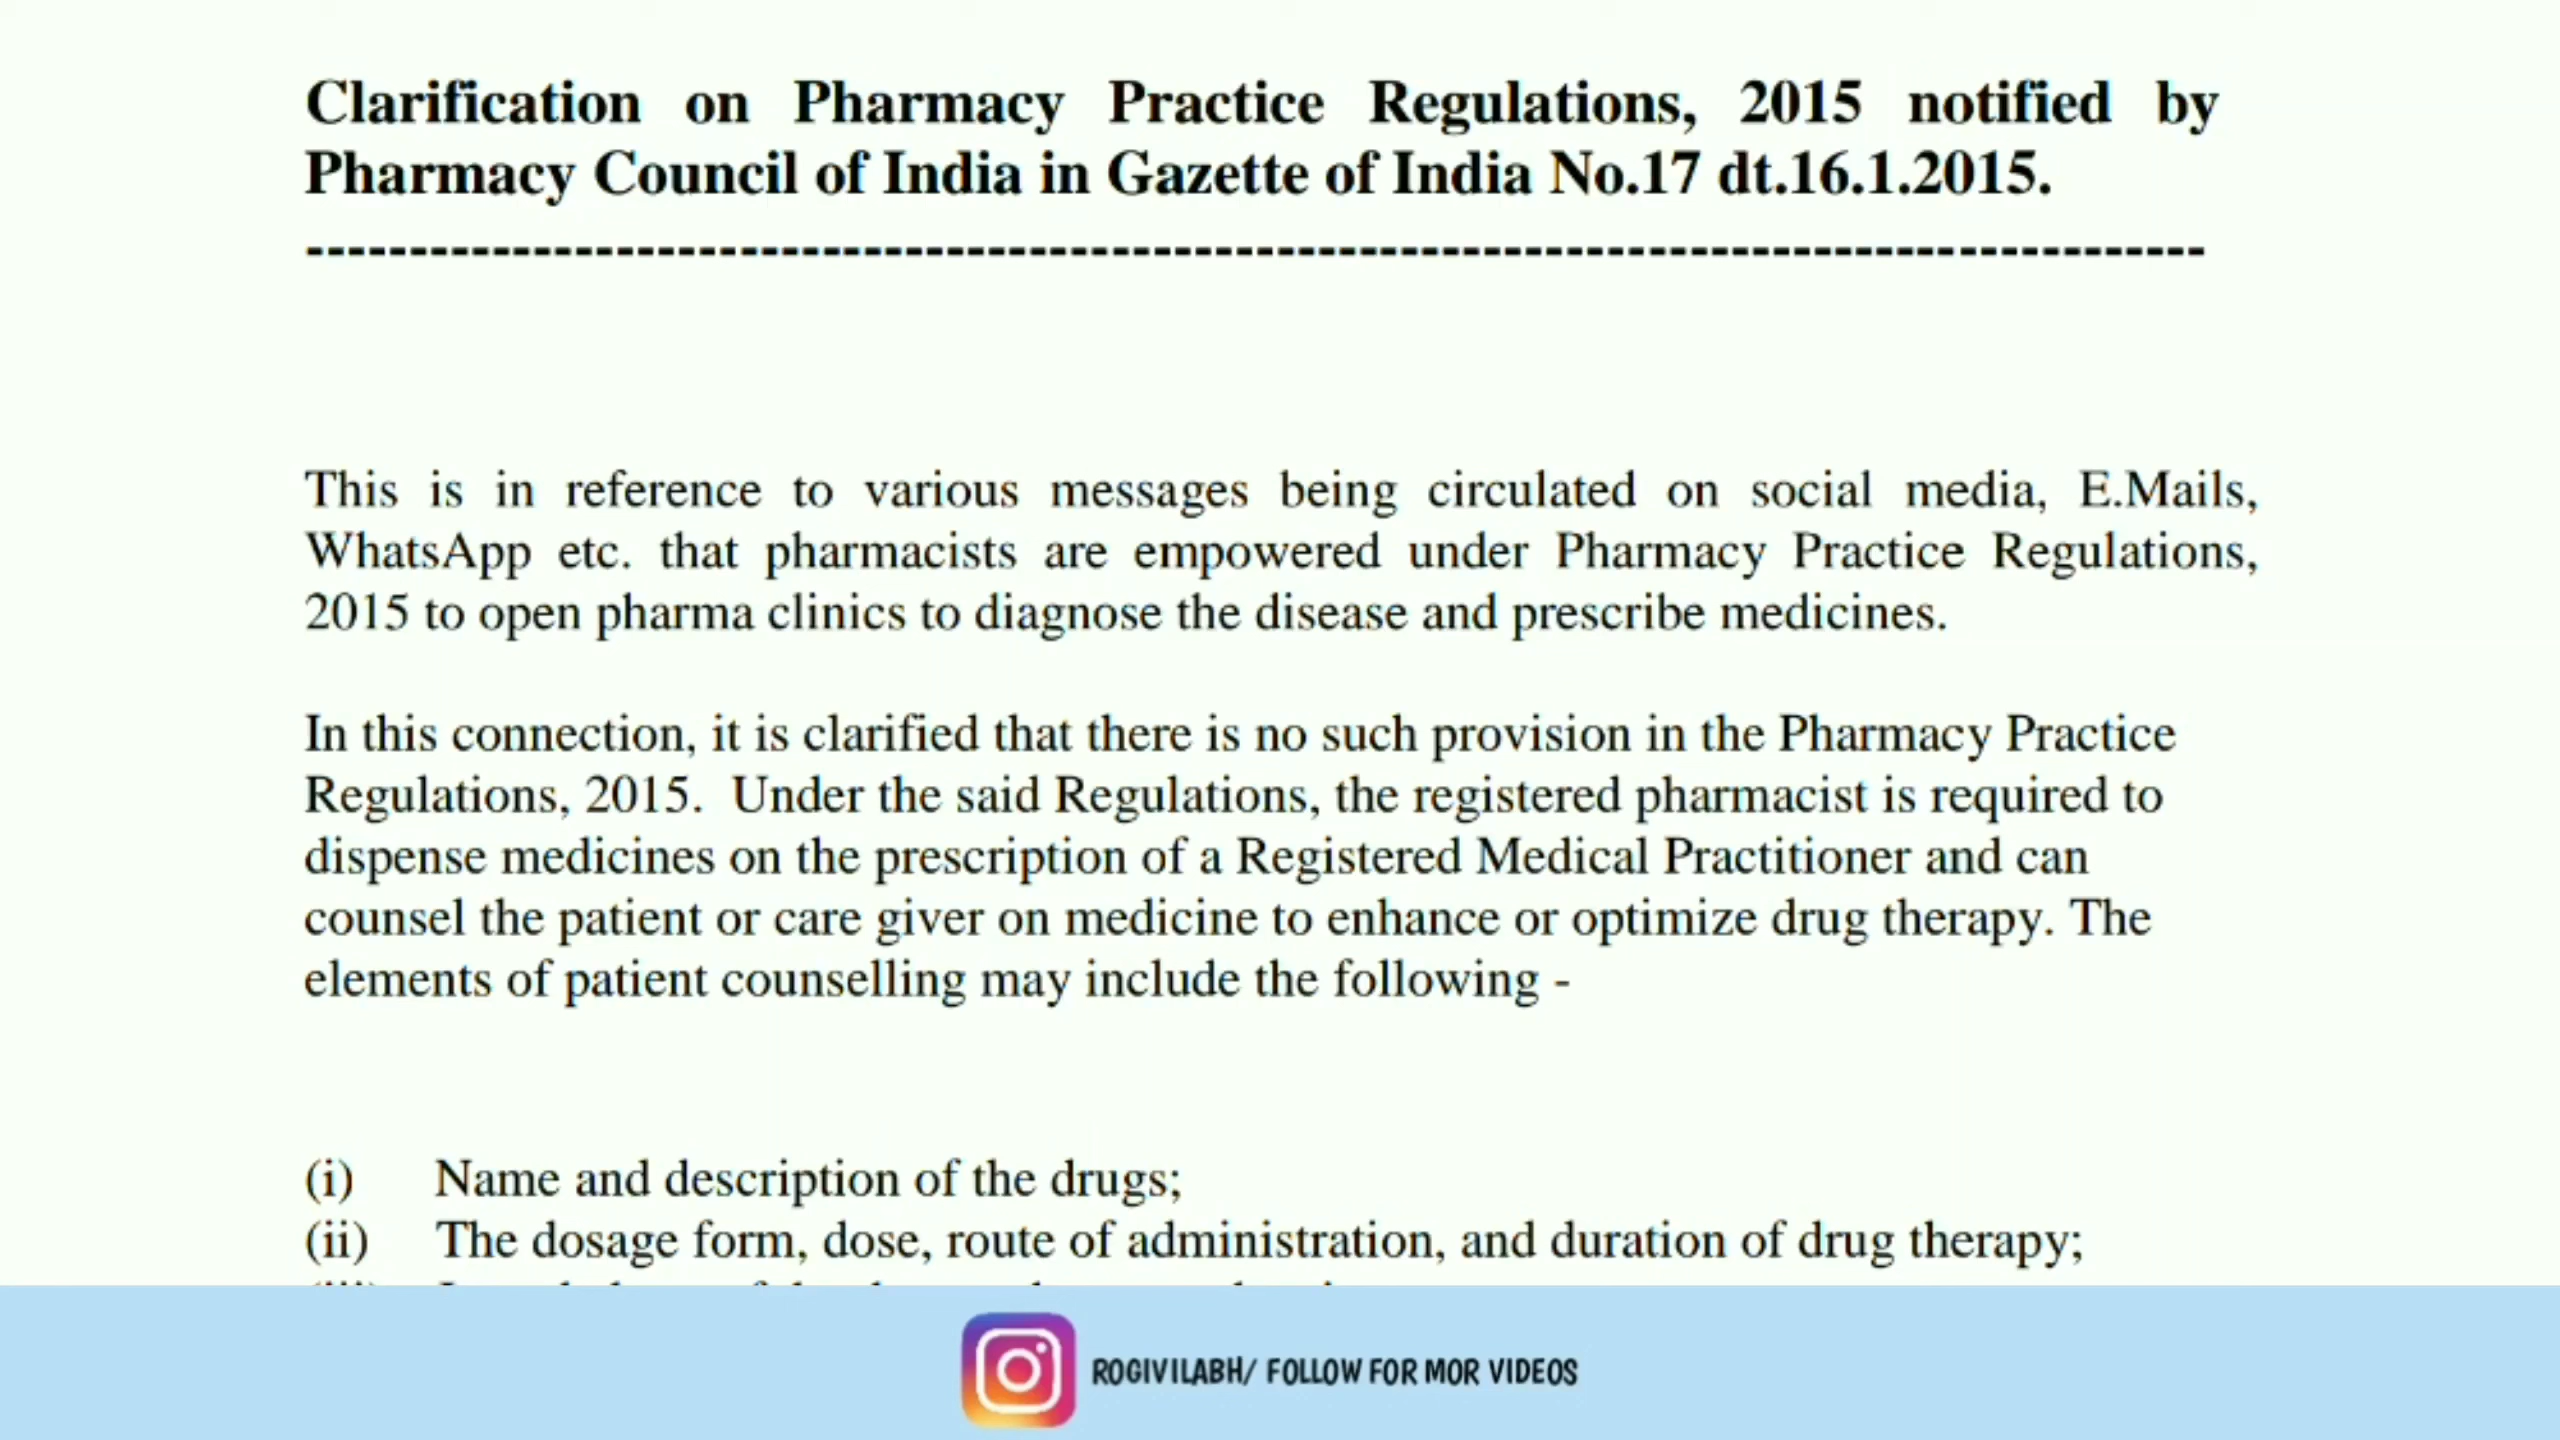 Clarification on Pharmacy Practice Regulations, 2015 notified by
Pharmacy Council of India in Gazette of India No.17 dt.16.1.2015.
--------------------------------------------------------------------------------------------
This is in reference to various messages being circulated on social media, E.Mails,
WhatsApp etc. that pharmacists are empowered under Pharmacy Practice Regulations,
2015 to open pharma clinics to diagnose the disease and prescribe medicines.
In this connection, it is clarified that there is no such provision in the Pharmacy Practice
Regulations, 2015. Under the said Regulations, the registered pharmacist is required to
dispense medicines on the prescription of a Registered Medical Practitioner and can
counsel the patient or care giver on medicine to enhance or optimize drug therapy. The
elements of patient counselling may include the following -
(i) Name and description of the drugs;
(ii) The dosage form, dose, route of administration, and duration of drug therapy;
ROGIVILABH/ FOLLOW FOR MOR VIDEOS